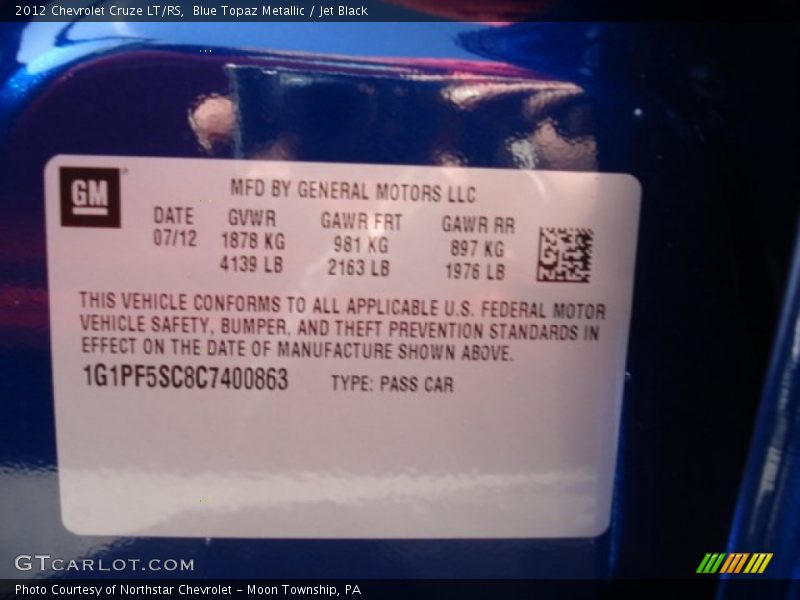 2012 Chevrolet Cruze LT/RS, Blue Topaz Metallic / Jet Black
GM
MFD BY GENERAL MOTORS LLC
DATE GVWR GAWR FRT GAWR RR
07/12 1878 KG 981 KG 897 KG
4139 LB 2163 LB 1976 LB
THIS VEHICLE CONFORMS TO ALL APPLICABLE U.S. FEDERAL MOTOR
VEHICLE SAFETY, BUMPER, AND THEFT PREVENTION STANDARDS IN
EFFECT ON THE DATE OF MANUFACTURE SHOWN ABOVE.
1G1PF5SC8C7400863 TYPE: PASS CAR
GTCARLOT.COM
Photo Courtesy of Northstar Chevrolet - Moon Township, PA